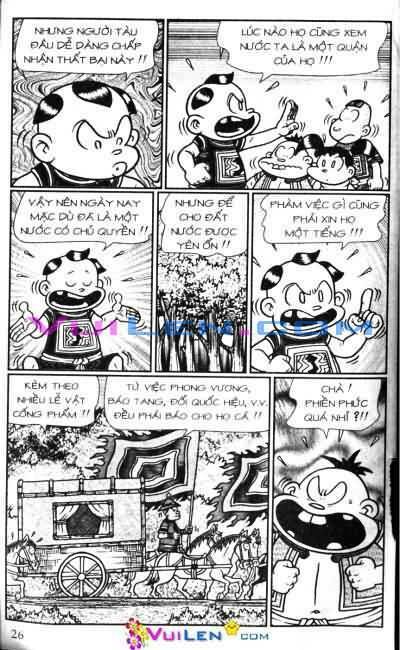 NHƯNG NGƯỜI TÀU
ĐÂU DỄ DÀNG CHẤP
NHẬN THẤT BẠI NÀY !!
LÚC NÀO HỌ CŨNG XEM
NƯỚC TA LÀ MỘT QUẬN
CỦA HỌ !!!
VẬY NÊN NGÀY NAY
MẶC DÙ ĐÃ LÀ MỘT
NƯỚC CÓ CHỦ QUYỀN !!
NHƯNG ĐỂ
CHO ĐẤT
NƯỚC ĐƯỢC
YÊN ỔN !!
PHÀM VIỆC GÌ CŨNG
PHẢI XIN HỌ
MỘT TIẾNG !!!
VUILEN.COM
KÈM THEO
NHIỀU LỄ VẬT
CỐNG PHẨM !!
TỪ VIỆC PHONG VƯƠNG,
BÁO TANG, ĐỔI QUỐC HIỆU, V.V.
ĐỀU PHẢI BÁO CHO HỌ CẢ !!
CHÀ !
PHIỀN PHỨC
QUÁ NHỈ ?!!
26
VUILEN.COM